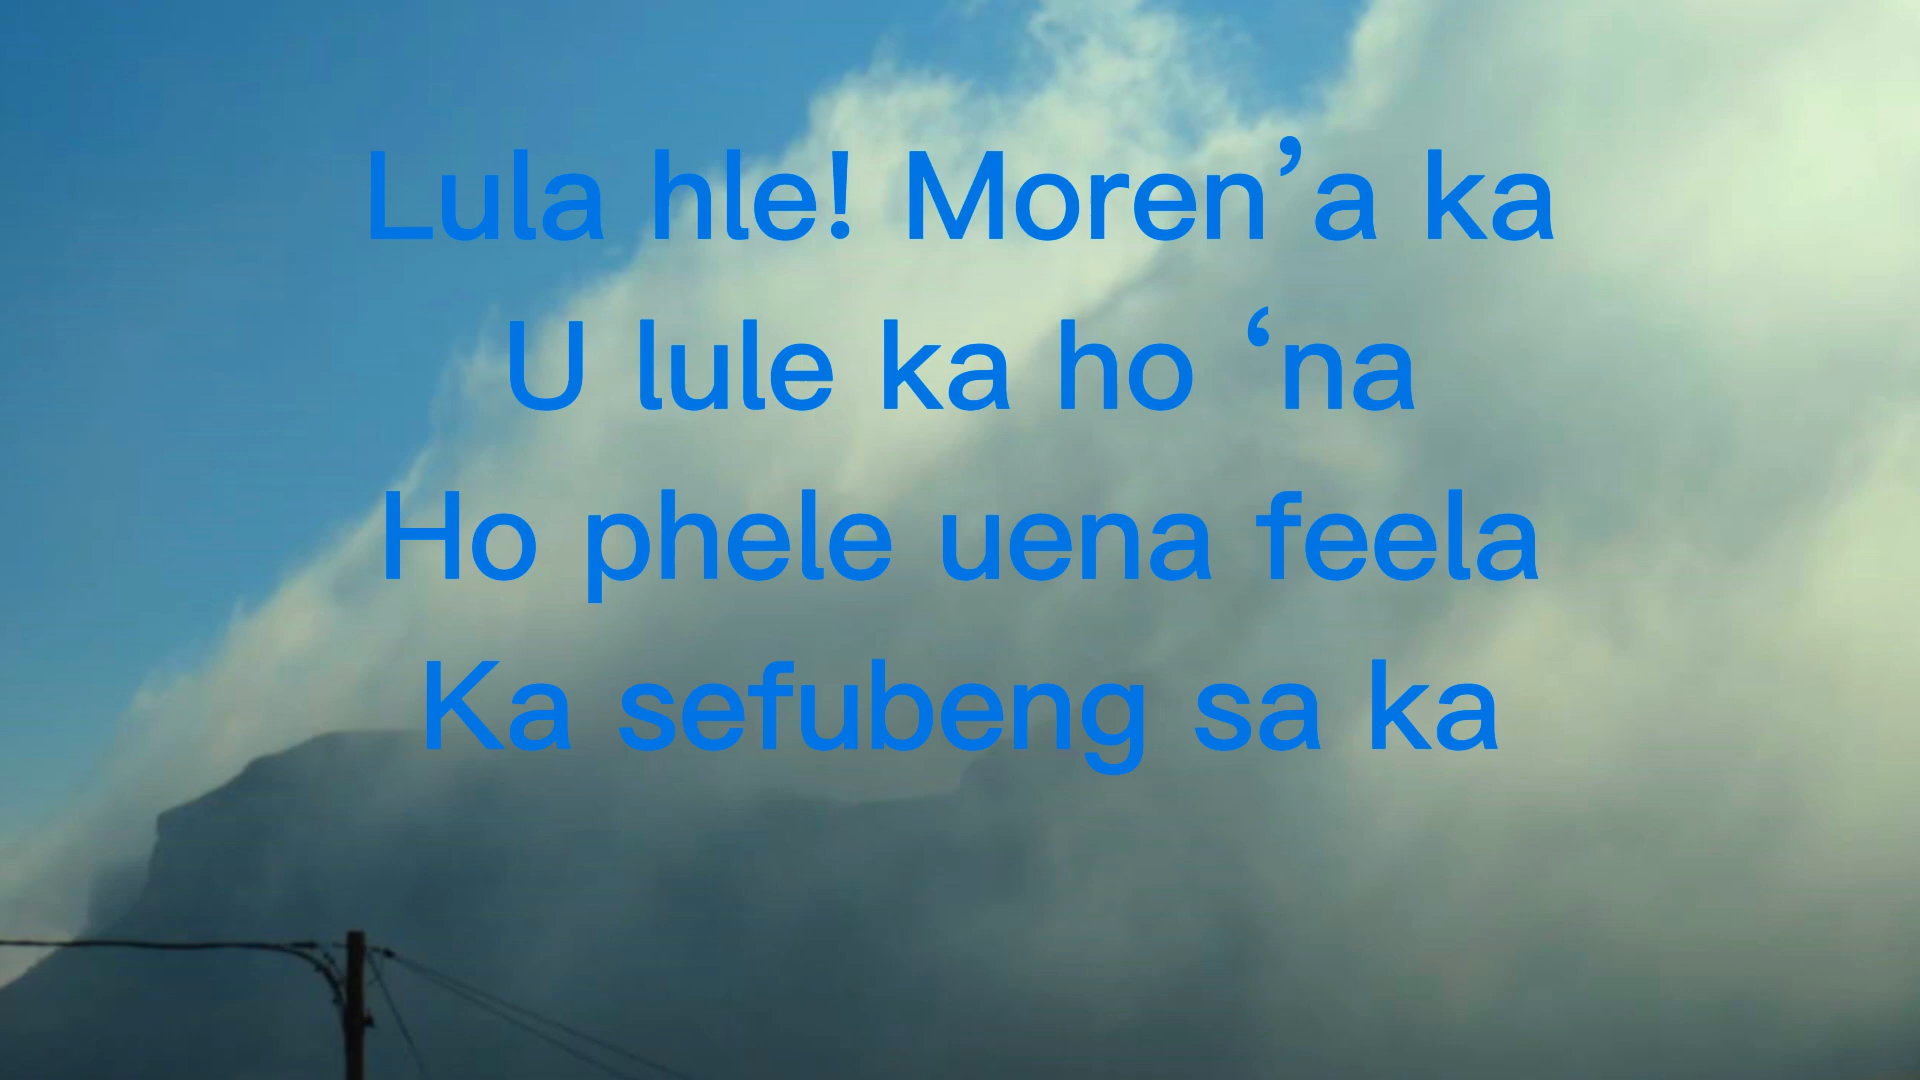 Lula hle! Moren’a ka
U lule ka ho ‘na
Ho phele uena feela
Ka sefubeng sa ka